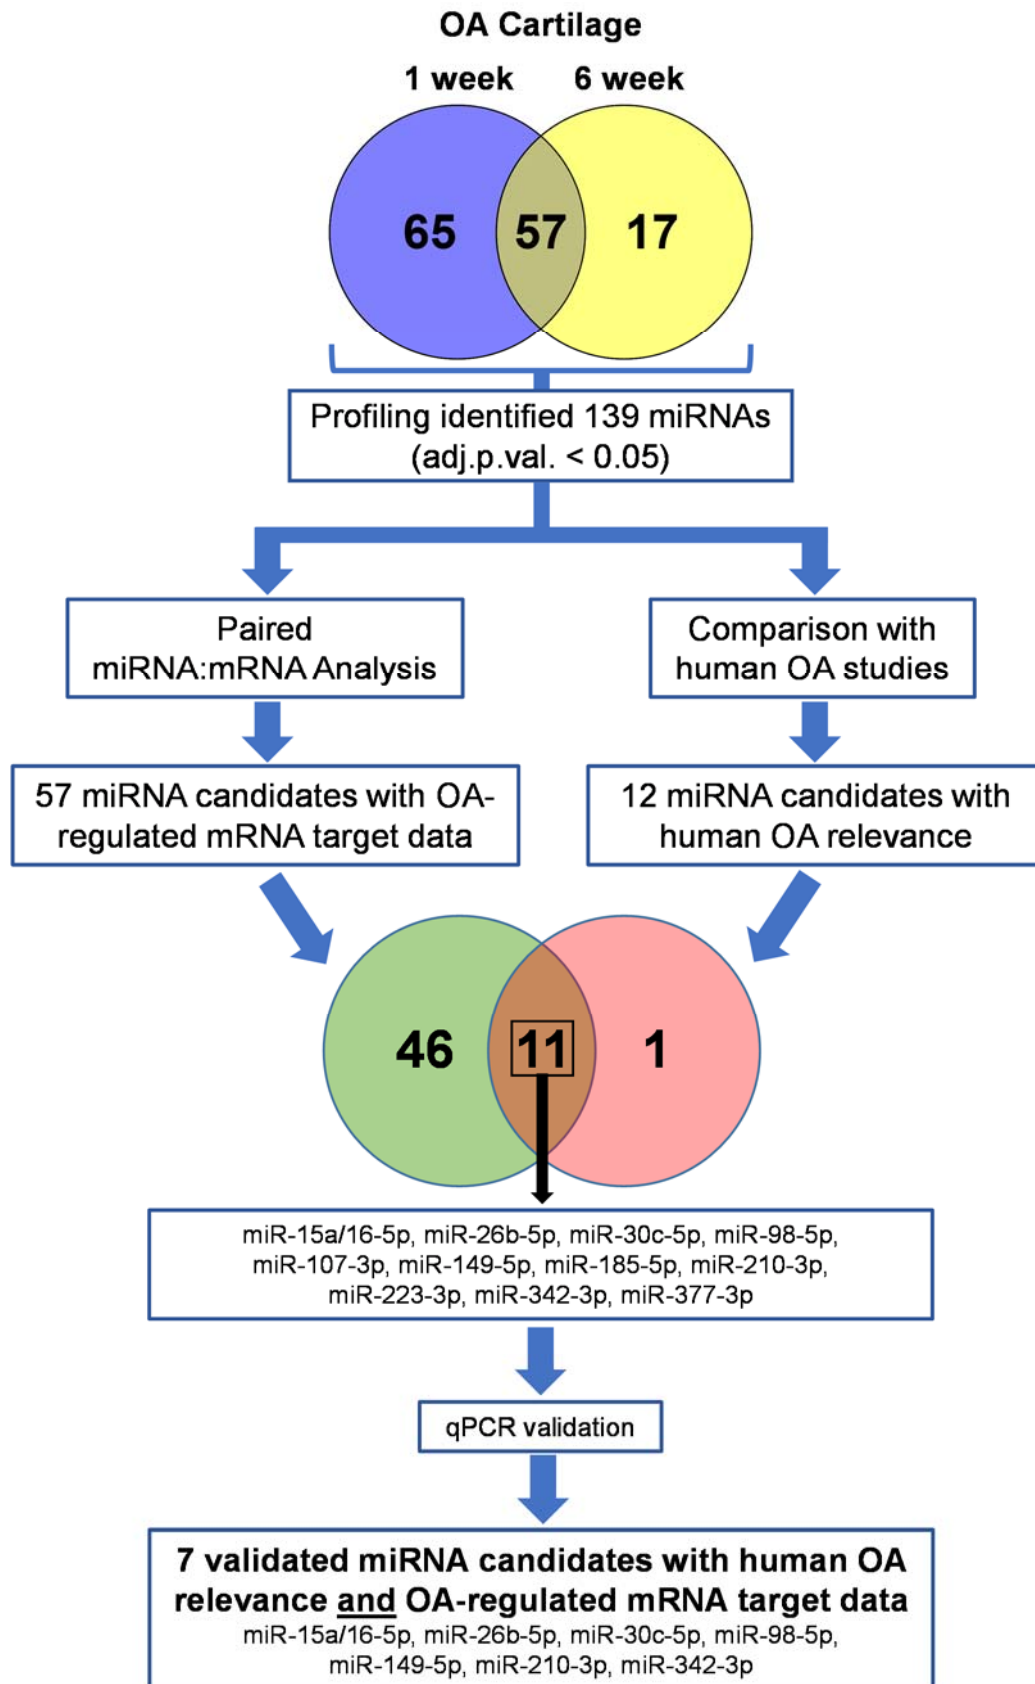 OA Cartilage
1 week
6 week
65
57
17
Profiling identified 139 miRNAs
(adj.p.val. < 0.05)
Paired
miRNA:mRNA Analysis
Comparison with
human OA studies
57 miRNA candidates with OA-
regulated mRNA target data
12 miRNA candidates with
human OA relevance
46
11
1
miR-15a/16-5p, miR-26b-5p, miR-30c-5p, miR-98-5p,
miR-107-3p, miR-149-5p, miR-185-5p, miR-210-3p,
miR-223-3p, miR-342-3p, miR-377-3p
qPCR validation
7 validated miRNA candidates with human OA
relevance and OA-regulated mRNA target data
miR-15a/16-5p, miR-26b-5p, miR-30c-5p, miR-98-5p,
miR-149-5p, miR-210-3p, miR-342-3p